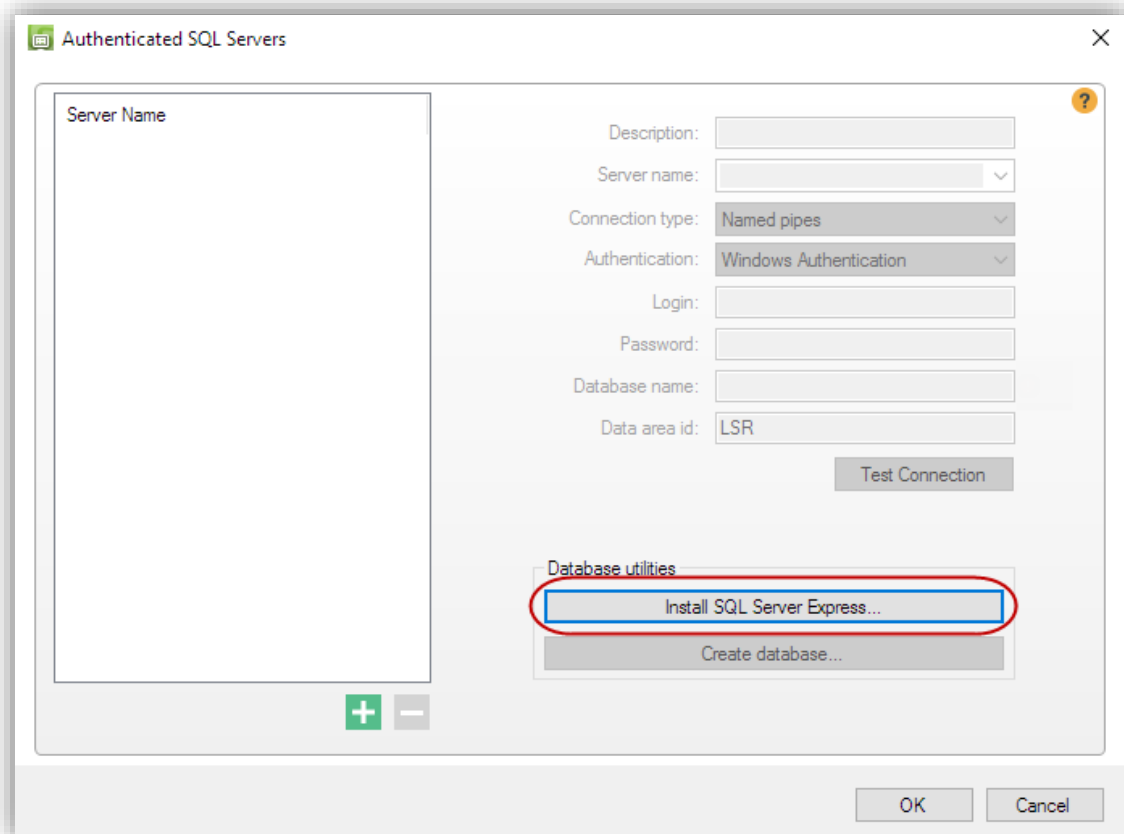 Authenticated SQL Servers
Server Name
?
Description:
Server name:
Connection type: Named pipes
Authentication: Windows Authentication
Login:
Password:
Database name:
Data area id: LSR
Test Connection
Database utilities
Install SQL Server Express...
Create database...
OK Cancel